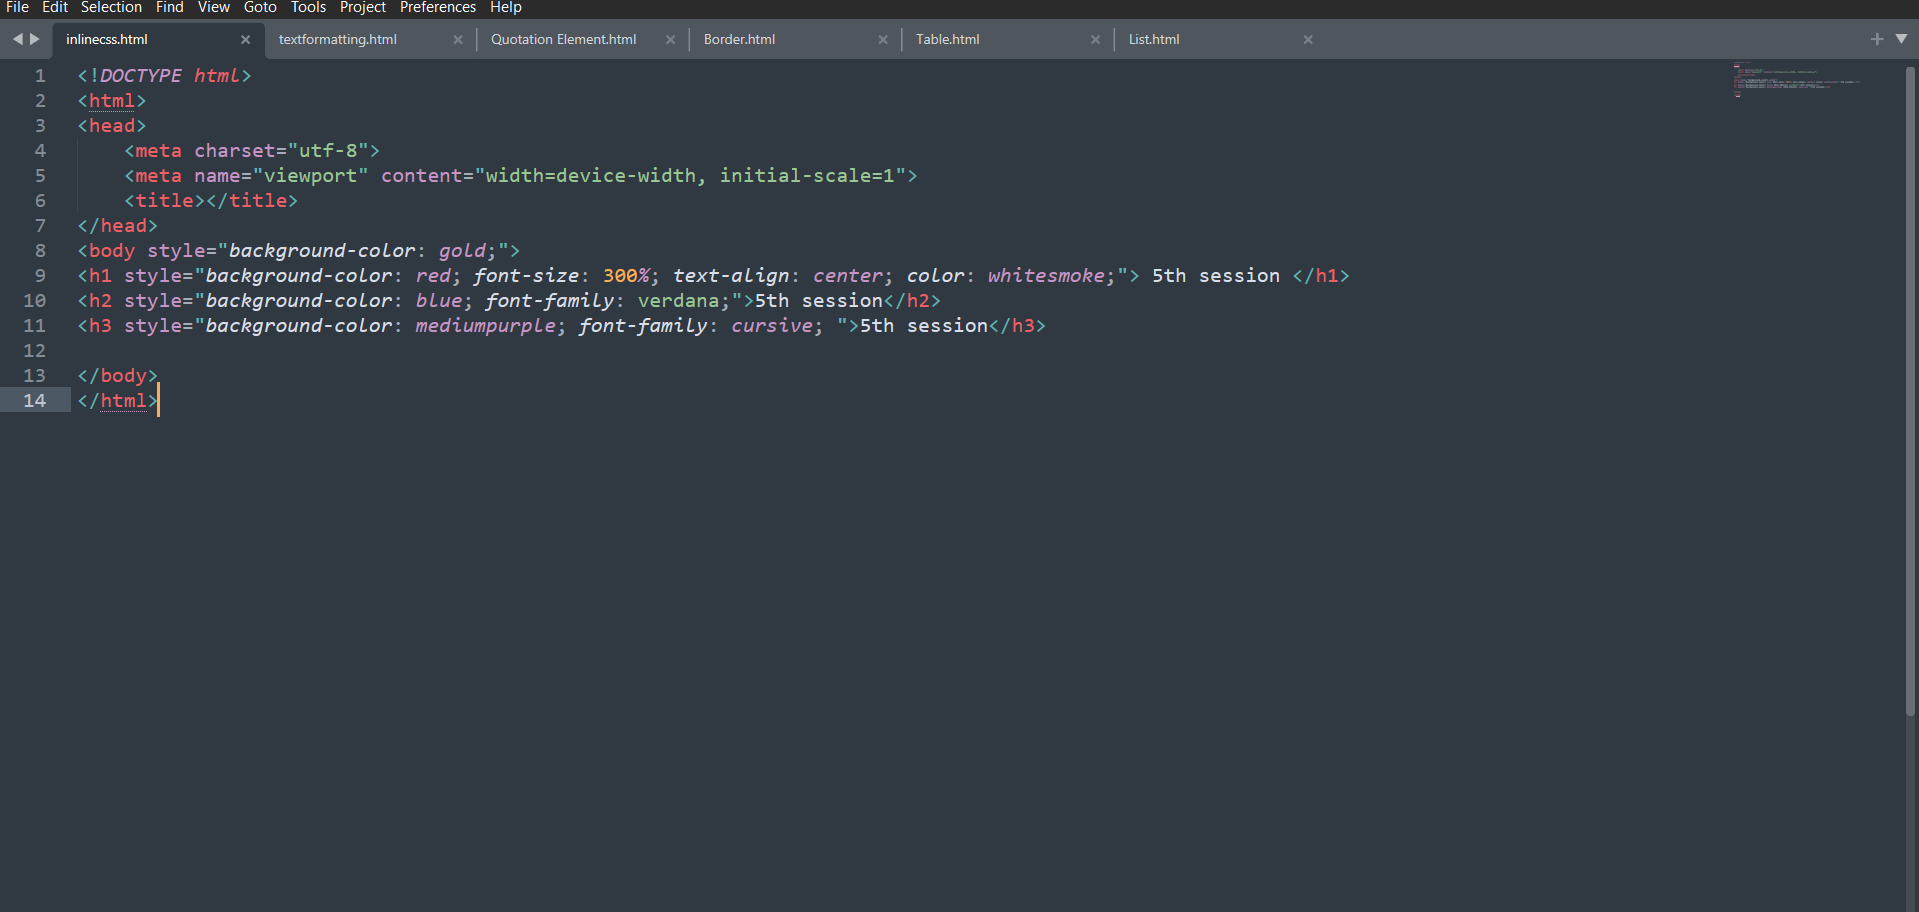 File Edit Selection Find View Goto Tools Project Preferences Help
inlinecss.html × textformatting.html × Quotation Element.html × Border.html × Table.html × List.html ×
1 <!DOCTYPE html>
2 <html>
3 <head>
4 <meta charset="utf-8">
5 <meta name="viewport" content="width=device-width, initial-scale=1">
6 <title></title>
7 </head>
8 <body style="background-color: gold;">
9 <h1 style="background-color: red; font-size: 300%; text-align: center; color: whitesmoke;"> 5th session </h1>
10 <h2 style="background-color: blue; font-family: verdana;">5th session</h2>
11 <h3 style="background-color: mediumpurple; font-family: cursive; ">5th session</h3>
12
13 </body>
14 </html>